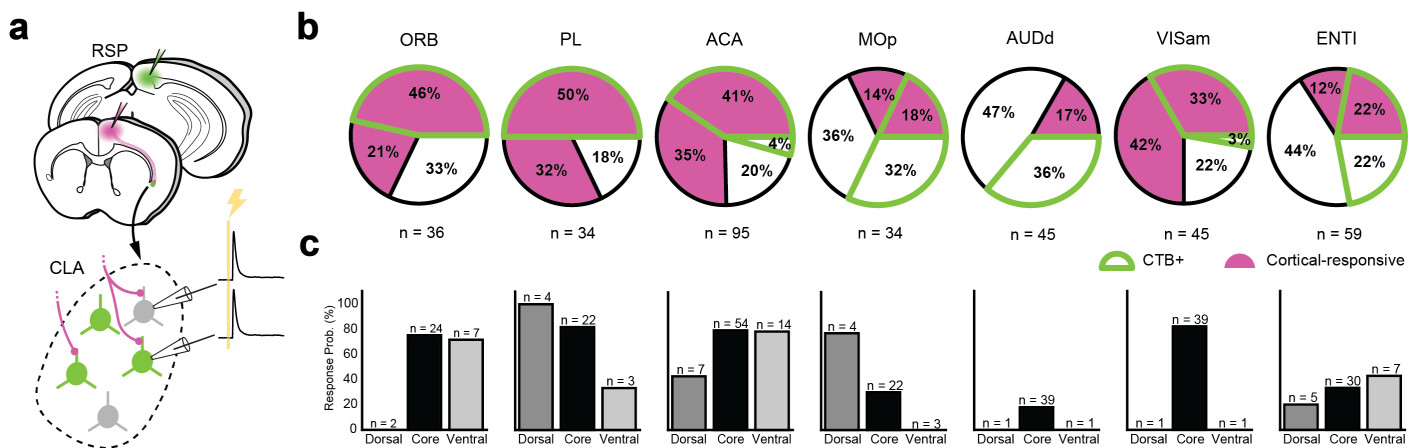 a
RSP
CLA
b
ORB
PL
ACA
MOp
AUDd
VISam
ENTl
46%
21%
33%
50%
32%
18%
41%
4%
35%
20%
14%
18%
36%
32%
47%
17%
36%
33%
3%
42%
22%
12%
22%
44%
22%
n = 36
n = 34
n = 95
n = 34
n = 45
n = 45
n = 59
CTB+
Cortical-responsive
c
Response Prob. (%)
100
80
60
40
20
0
n = 2
n = 24
n = 7
Dorsal Core Ventral
n = 4
n = 22
n = 3
Dorsal Core Ventral
n = 7
n = 54
n = 14
Dorsal Core Ventral
n = 4
n = 22
n = 3
Dorsal Core Ventral
n = 1
n = 39
n = 1
Dorsal Core Ventral
n = 1
n = 39
n = 1
Dorsal Core Ventral
n = 5
n = 30
n = 7
Dorsal Core Ventral